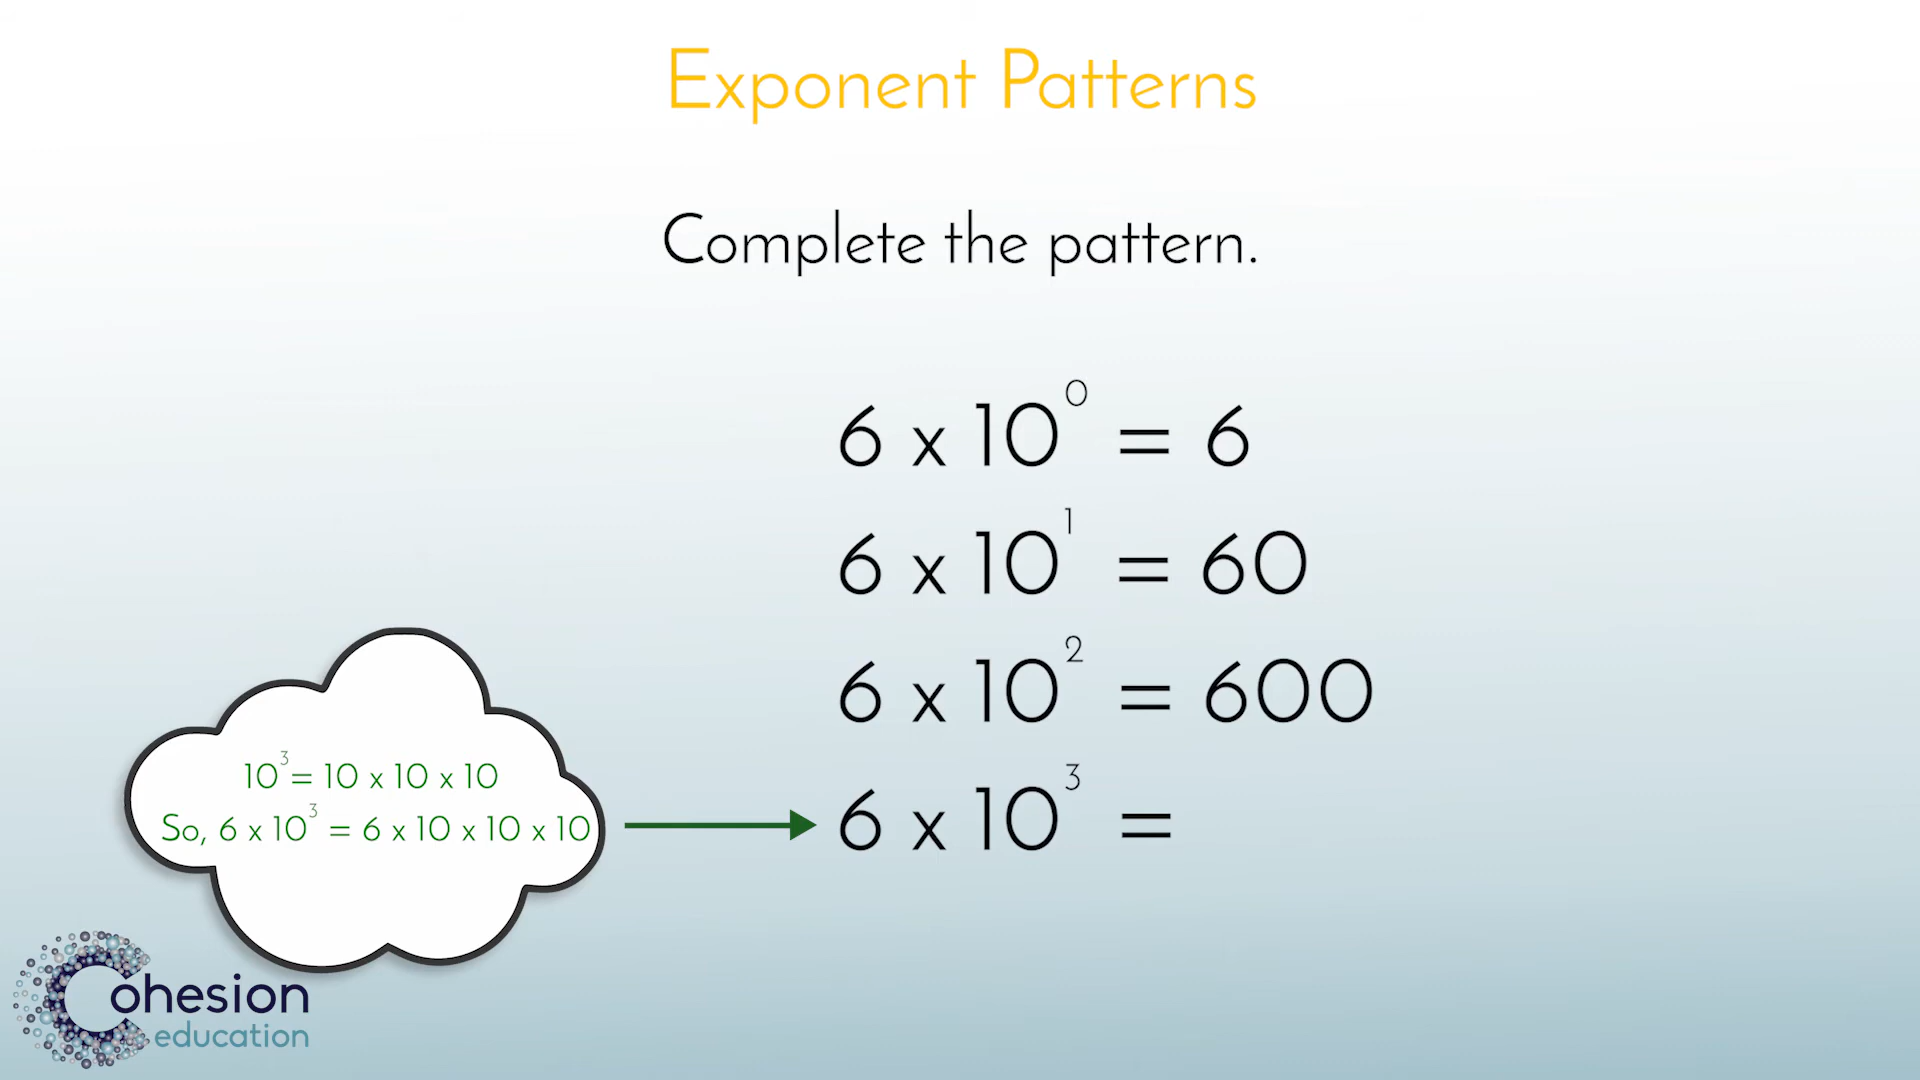 Exponent Patterns
Complete the pattern.
6 x 10⁰ = 6
6 x 10¹ = 60
6 x 10² = 600
10³ = 10 x 10 x 10
So, 6 x 10³ = 6 x 10 x 10 x 10
6 x 10³ =
Cohesion
education